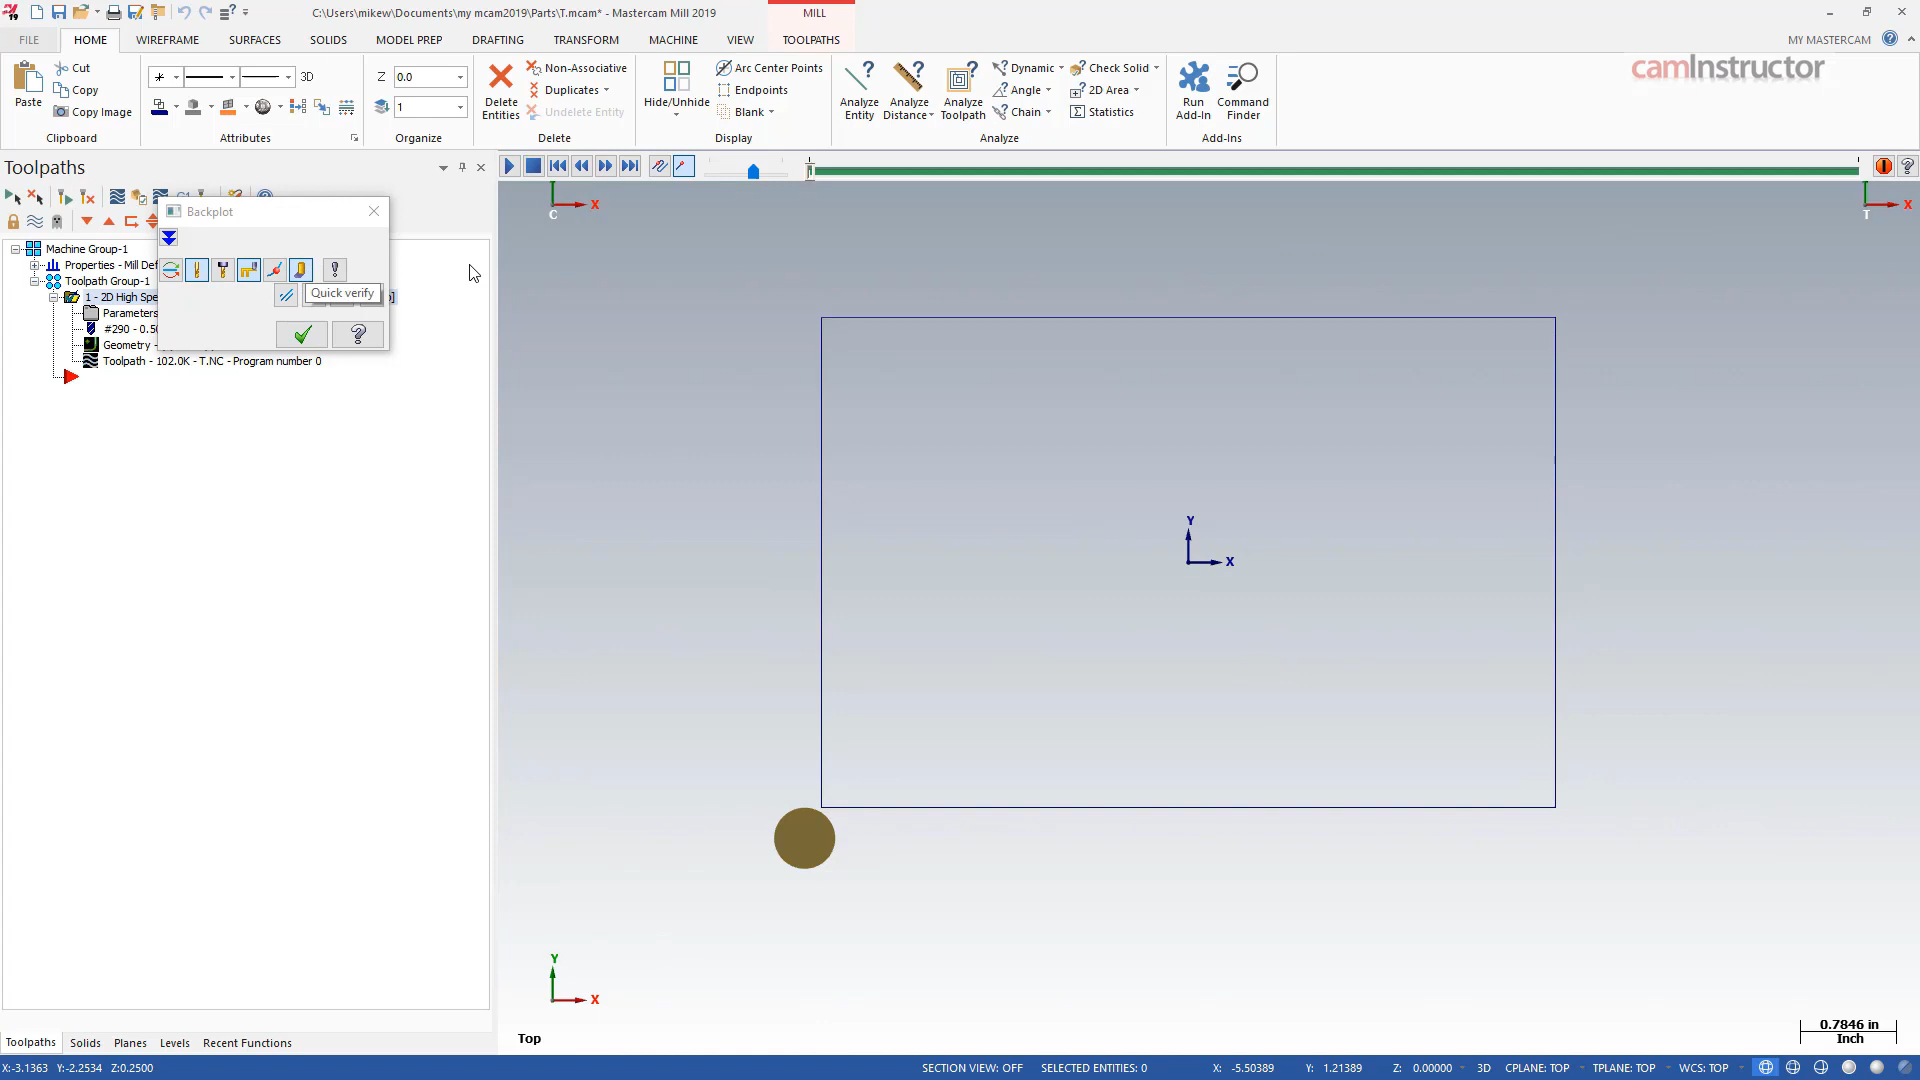 C:\Users\mikew\Documents\my mcam2019\Parts\T.mcam* - Mastercam Mill 2019
MILL
FILE HOME WIREFRAME SURFACES SOLIDS MODEL PREP DRAFTING TRANSFORM MACHINE VIEW TOOLPATHS MY MASTERCAM
Paste
Cut
Copy
Copy Image
Clipboard
3D
Attributes
Z 0.0
1
Organize
Delete Entities
Non-Associative
Duplicates
Undelete Entity
Delete
Hide/Unhide
Arc Center Points
Endpoints
Blank
Display
Analyze Entity
Analyze Distance
Analyze Toolpath
Dynamic
Angle
Chain
Check Solid
2D Area
Statistics
Analyze
Run Add-In
Command Finder
Add-Ins
camInstructor
Toolpaths
Backplot
Quick verify
Machine Group-1
Properties - Mill Def
Toolpath Group-1
1 - 2D High Spe
Parameters
#290 - 0.50
Geometry -
Toolpath - 102.0K - T.NC - Program number 0
C X
T X
Y
X
Y
X
Top
0.7846 in
Inch
Toolpaths Solids Planes Levels Recent Functions
X:-3.1363 Y:-2.2534 Z:0.2500 SECTION VIEW: OFF SELECTED ENTITIES: 0 X: -5.50389 Y: 1.21389 Z: 0.00000 3D CPLANE: TOP TPLANE: TOP WCS: TOP